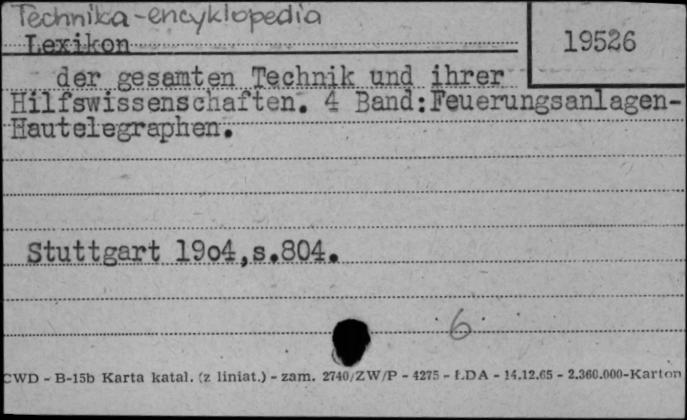 Technika-encyklopedia
Lexikon
19526
der gesamten Technik und ihrer
Hilfswissenschaften. 4 Band:Feuerungsanlagen-
Hautelegraphen.
Stuttgart 19o4,s.804.
6
CWD - B-15b Karta katal. (z liniat.) - zam. 2740/ZW/P - 4275 - ŁDA - 14.12.65 - 2.360.000-Karton